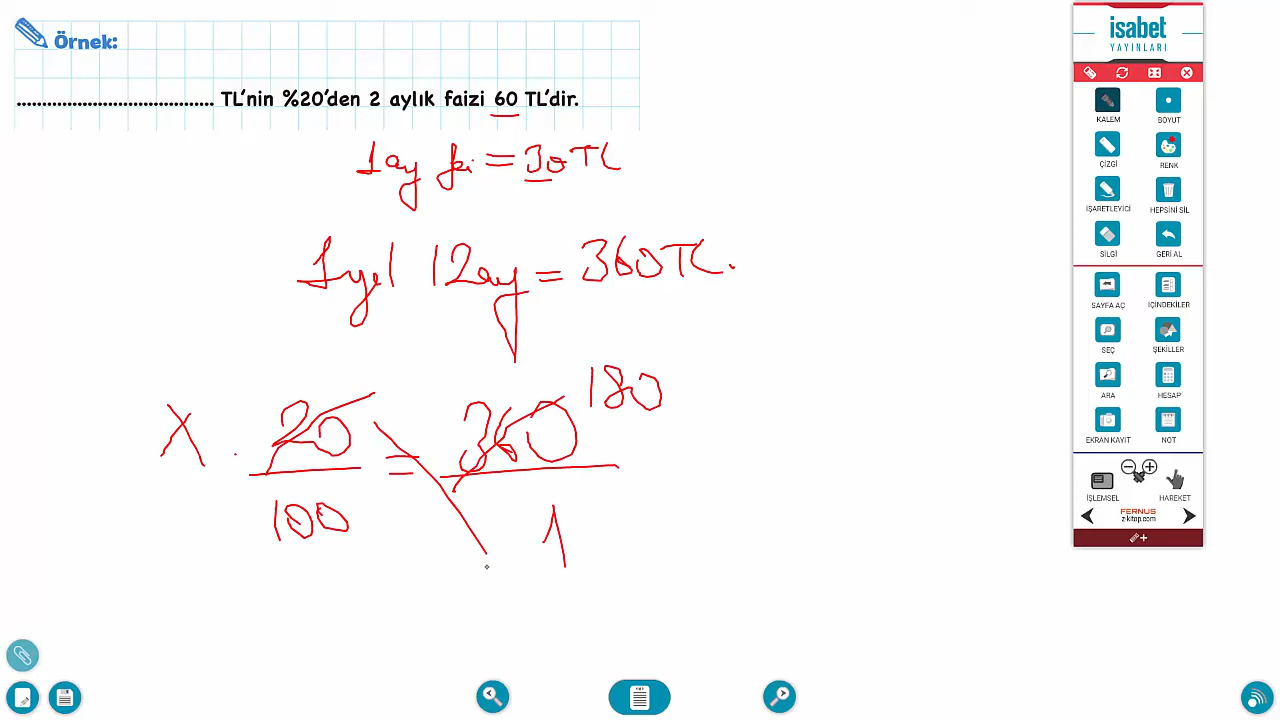 Örnek:
...................................... TL'nin %20'den 2 aylık faizi 60 TL'dir.
1 ay = 30 TL
1 yıl 12 ay = 360 TL.
180
X . 20 = 360
100 1
isabet
YAYINLARI
KALEM BOYUT
ÇİZGİ RENK
İŞARETLEYİCİ HEPSİNİ SİL
SİLGİ GERİ AL
SAYFA AÇ İÇİNDEKİLER
SEÇ ŞEKİLLER
ARA HESAP
EKRAN KAYIT NOT
İŞLEMSEL HAREKET
FERNUS
z-kitap.com